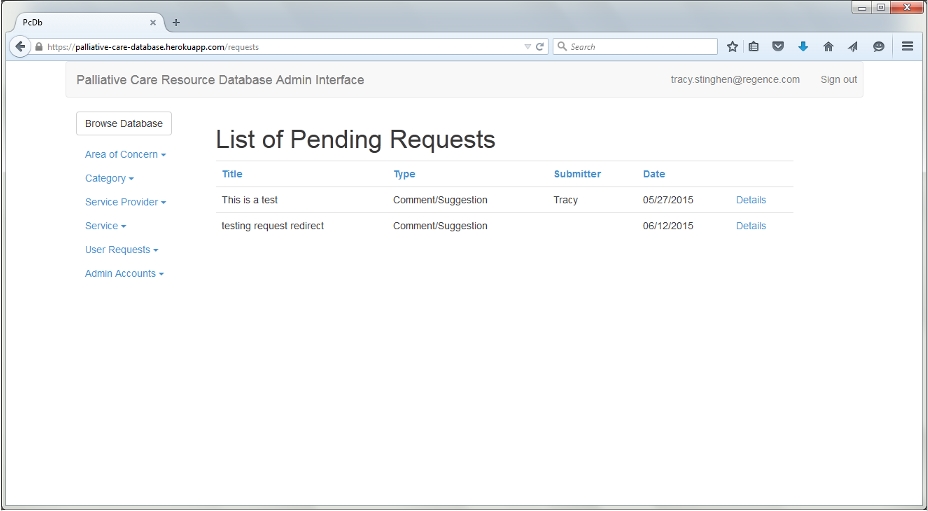 PcDb
https://palliative-care-database.herokuapp.com/requests
Search
Palliative Care Resource Database Admin Interface
tracy.stinghen@regence.com
Sign out
Browse Database
Area of Concern
Category
Service Provider
Service
User Requests
Admin Accounts
List of Pending Requests
Title Type Submitter Date
This is a test Comment/Suggestion Tracy 05/27/2015 Details
testing request redirect Comment/Suggestion 06/12/2015 Details